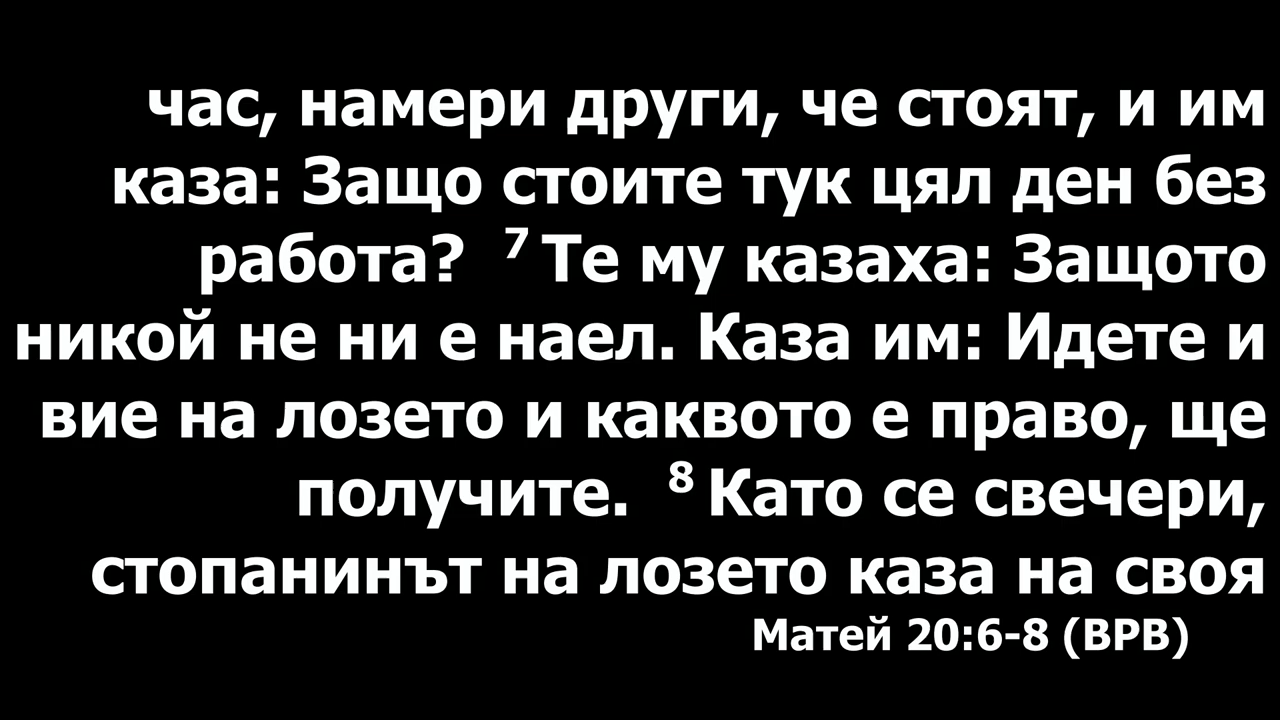 час, намери други, че стоят, и им
каза: Защо стоите тук цял ден без
работа? ⁷ Те му казаха: Защото
никой не ни е наел. Каза им: Идете и
вие на лозето и каквото е право, ще
получите. ⁸ Като се свечери,
стопанинът на лозето каза на своя
Матей 20:6-8 (ВРВ)